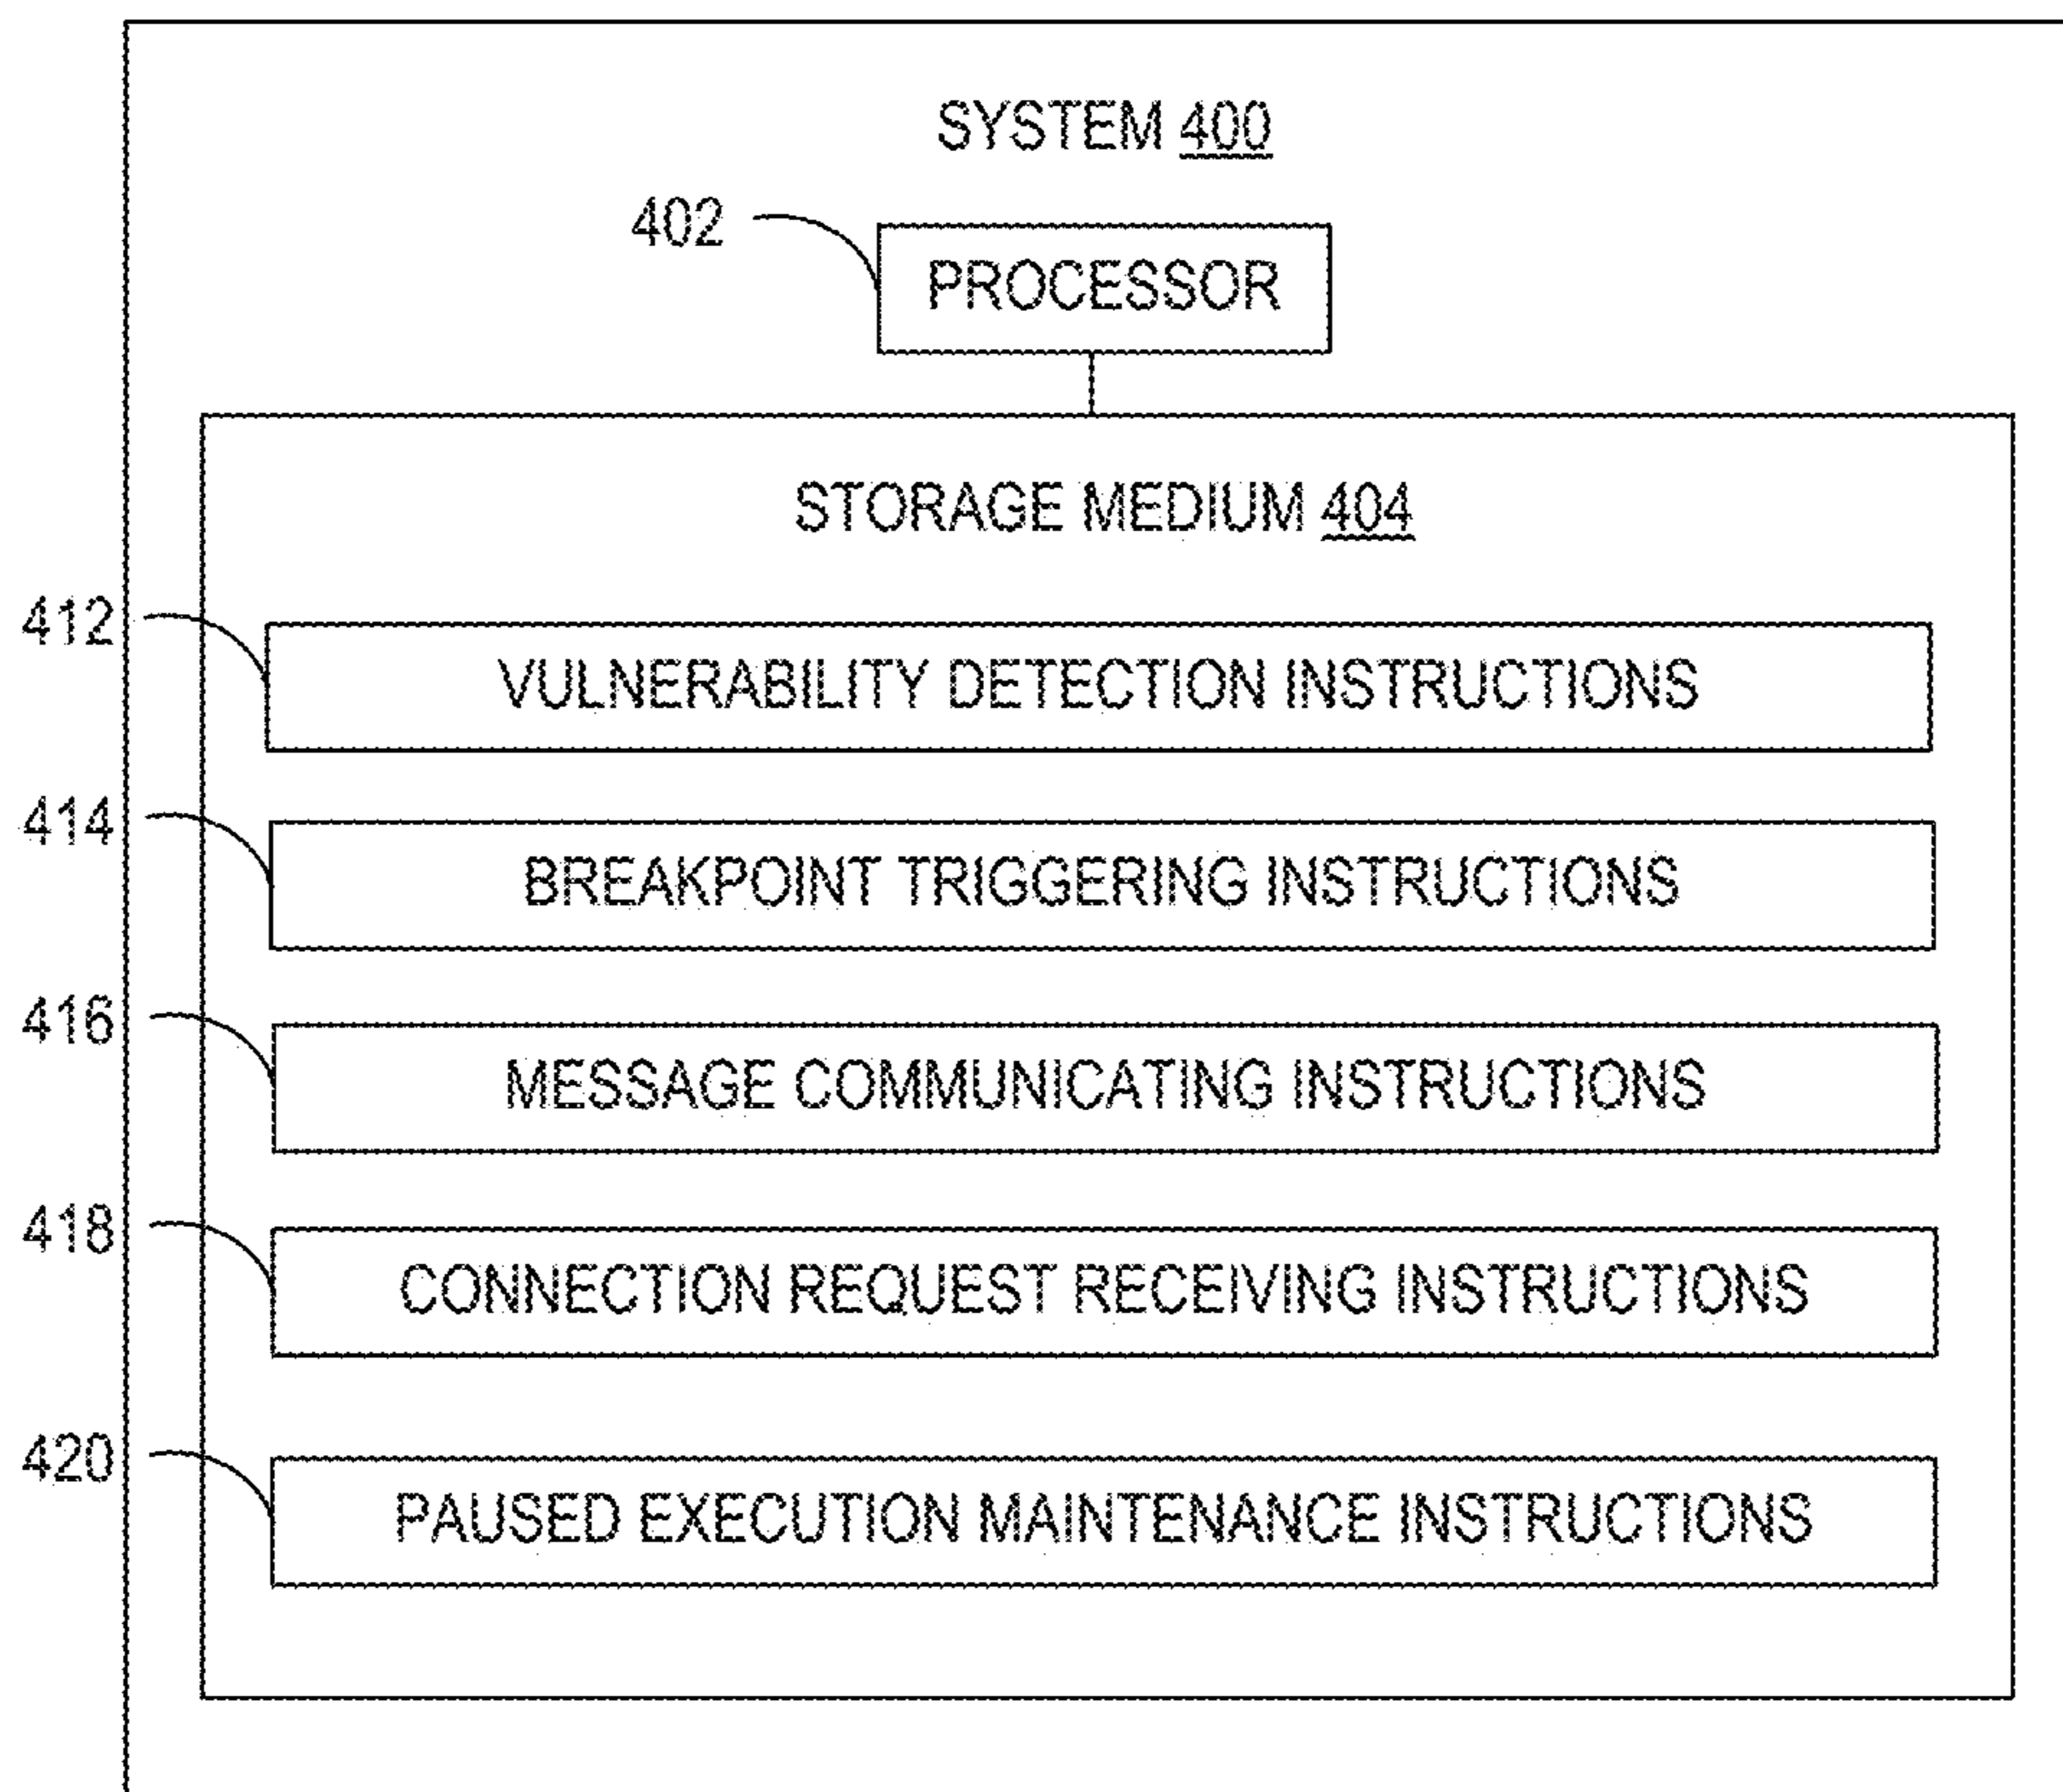 SYSTEM 400
402
PROCESSOR
STORAGE MEDIUM 404
412
VULNERABILITY DETECTION INSTRUCTIONS
414
BREAKPOINT TRIGGERING INSTRUCTIONS
416
MESSAGE COMMUNICATING INSTRUCTIONS
418
CONNECTION REQUEST RECEIVING INSTRUCTIONS
420
PAUSED EXECUTION MAINTENANCE INSTRUCTIONS